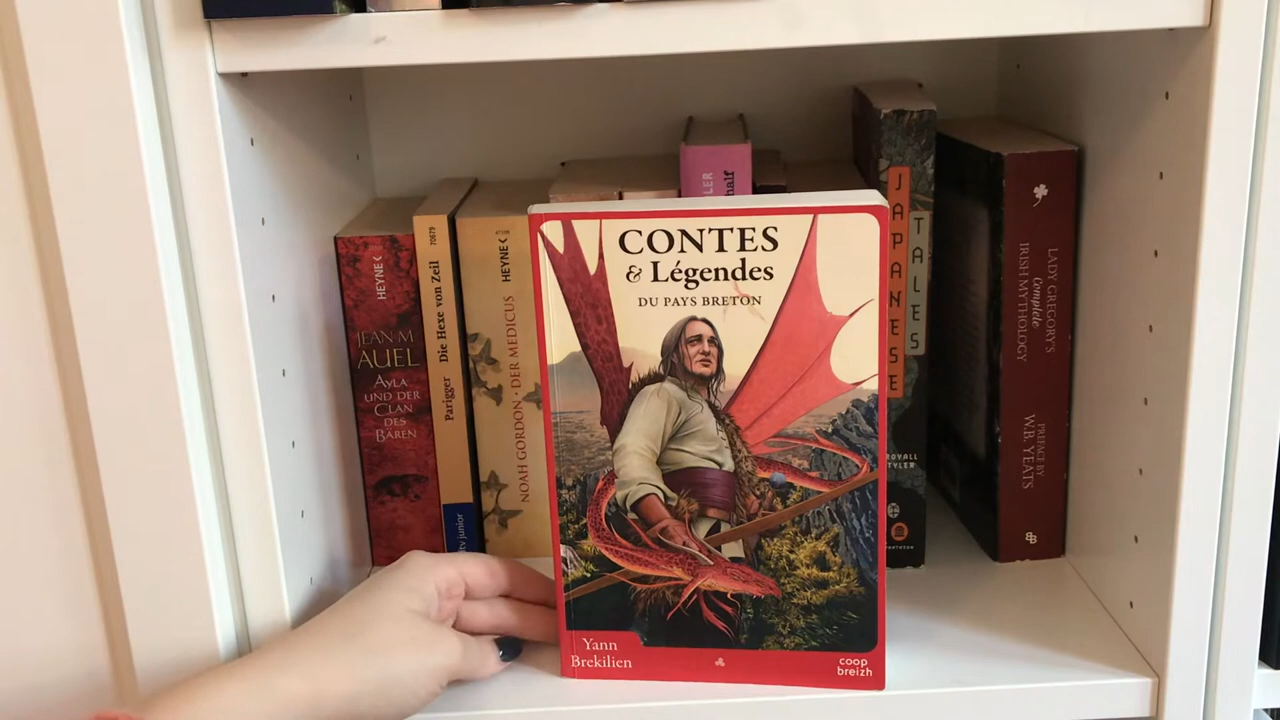 HEYNE<
JEAN M
AUEL
AYLA
UND DER
CLAN
DES
BÄREN
70679
Die Hexe von Zeil
Parigger
junior
HEYNE<
NOAH GORDON · DER MEDICUS
CONTES
& Légendes
DU PAYS BRETON
Yann
Brekilien
coop
breizh
JAPANESE
TALES
ROYALL
TYLER
PANTHEON
LADY GREGORY'S
Complete
IRISH MYTHOLOGY
PREFACE BY
W.B. YEATS